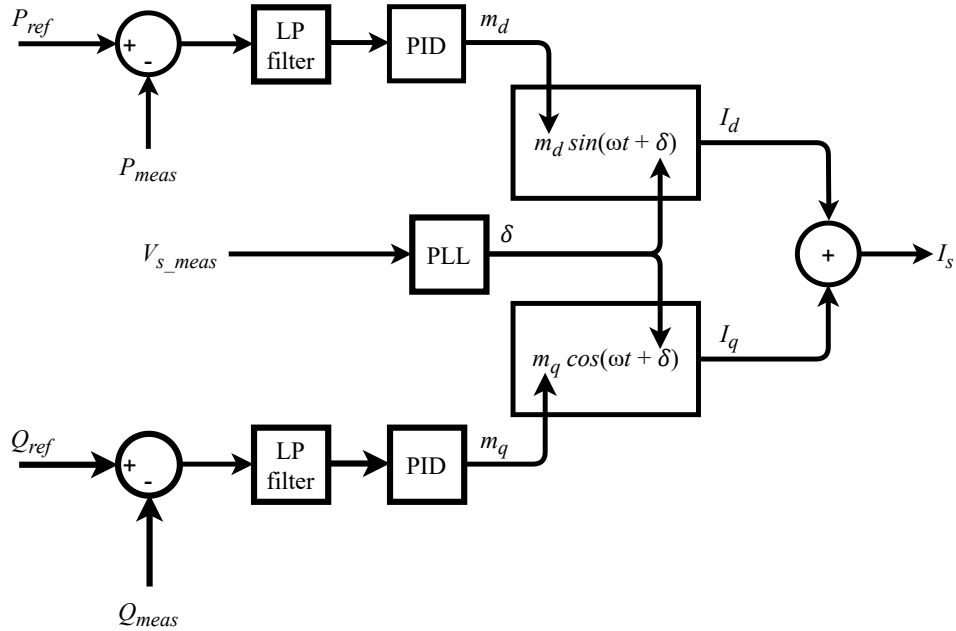 P_ref
+
-
P_meas
LP
filter
PID
m_d
m_d sin(ωt + δ)
I_d
V_s_meas
PLL
δ
+
I_s
m_q cos(ωt + δ)
I_q
Q_ref
+
-
Q_meas
LP
filter
PID
m_q